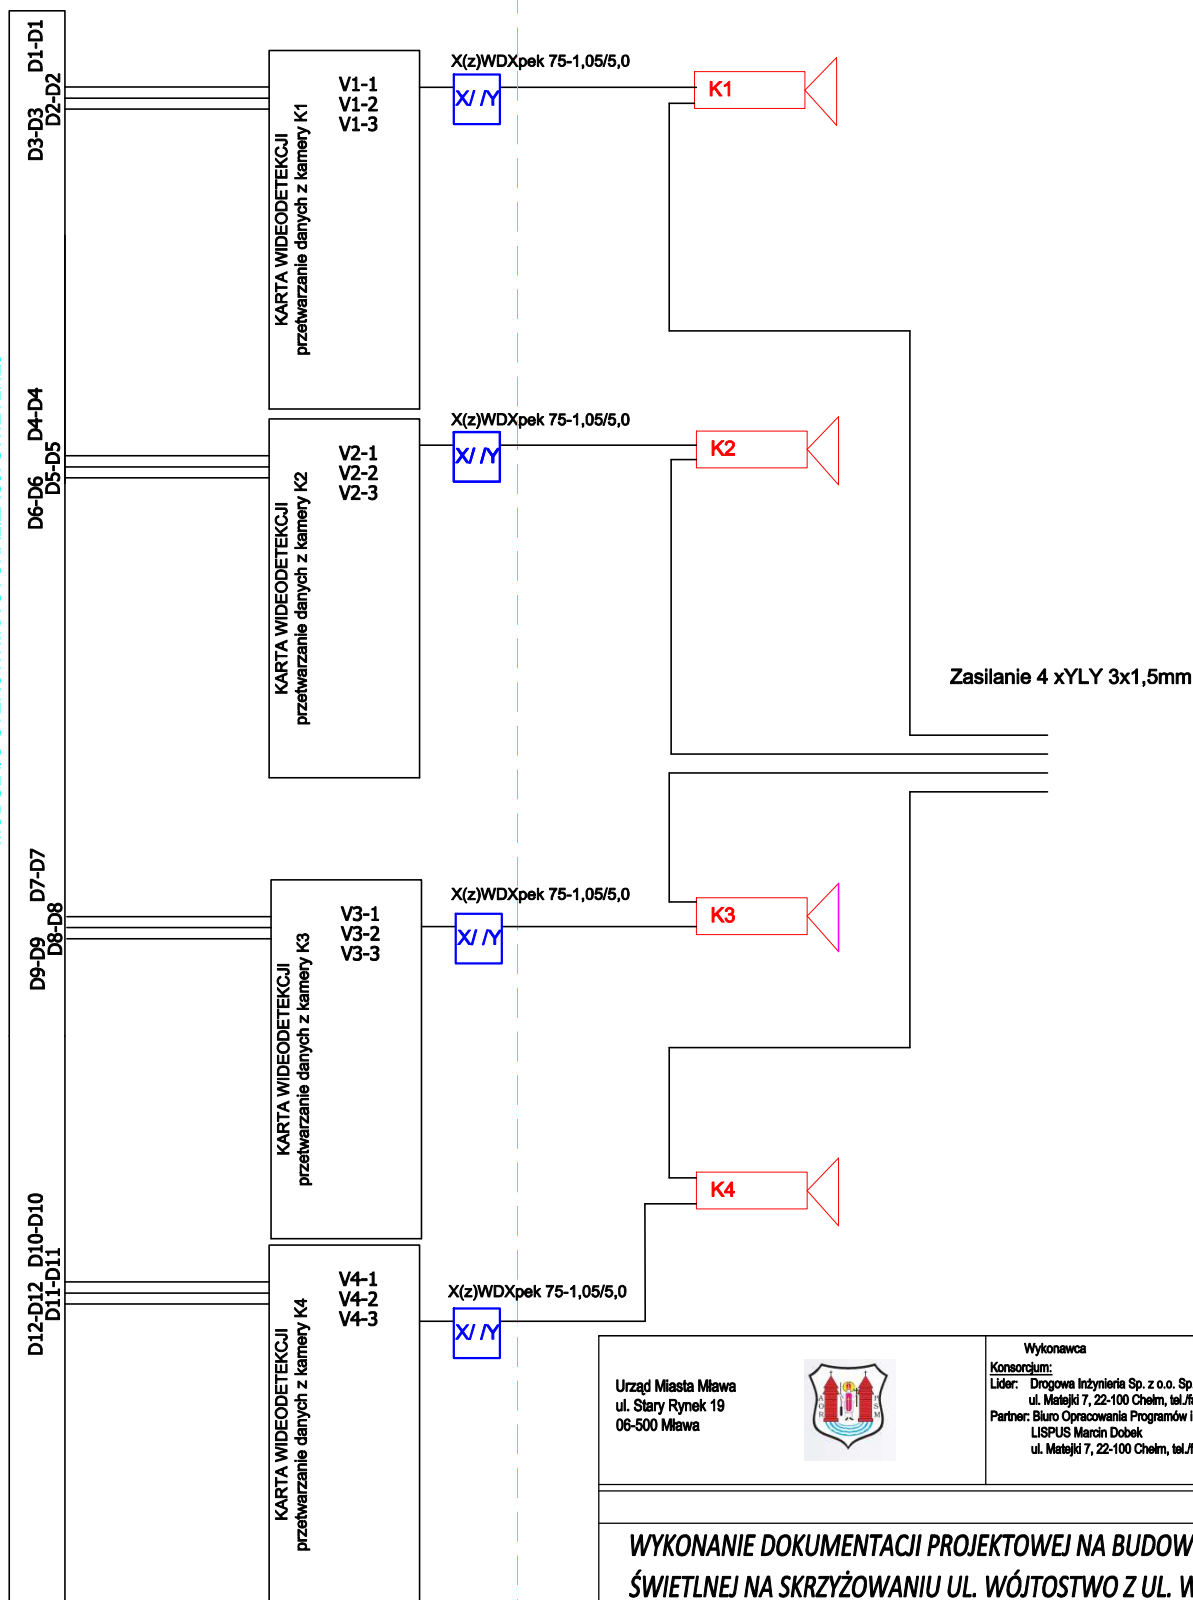 D1-D1
D2-D2
D3-D3
KARTA WIDEODETEKCJI
przetwarzanie danych z kamery K1
V1-1
V1-2
V1-3
X(z)WDXpek 75-1,05/5,0
X/ /Y
K1
D4-D4
D5-D5
D6-D6
KARTA WIDEODETEKCJI
przetwarzanie danych z kamery K2
V2-1
V2-2
V2-3
X(z)WDXpek 75-1,05/5,0
X/ /Y
K2
Zasilanie 4 xYLY 3x1,5mm
D7-D7
D8-D8
D9-D9
KARTA WIDEODETEKCJI
przetwarzanie danych z kamery K3
V3-1
V3-2
V3-3
X(z)WDXpek 75-1,05/5,0
X/ /Y
K3
D10-D10
D11-D11
D12-D12
KARTA WIDEODETEKCJI
przetwarzanie danych z kamery K4
V4-1
V4-2
V4-3
X(z)WDXpek 75-1,05/5,0
X/ /Y
K4
Urząd Miasta Mława
ul. Stary Rynek 19
06-500 Mława
Wykonawca
Konsorcjum:
Lider: Drogowa Inżynieria Sp. z o.o. Sp.
ul. Matejki 7, 22-100 Chełm, tel./fa
Partner: Biuro Opracowania Programów i
LISPUS Marcin Dobek
ul. Matejki 7, 22-100 Chełm, tel./f
WYKONANIE DOKUMENTACJI PROJEKTOWEJ NA BUDOW
ŚWIETLNEJ NA SKRZYŻOWANIU UL. WÓJTOSTWO Z UL. W